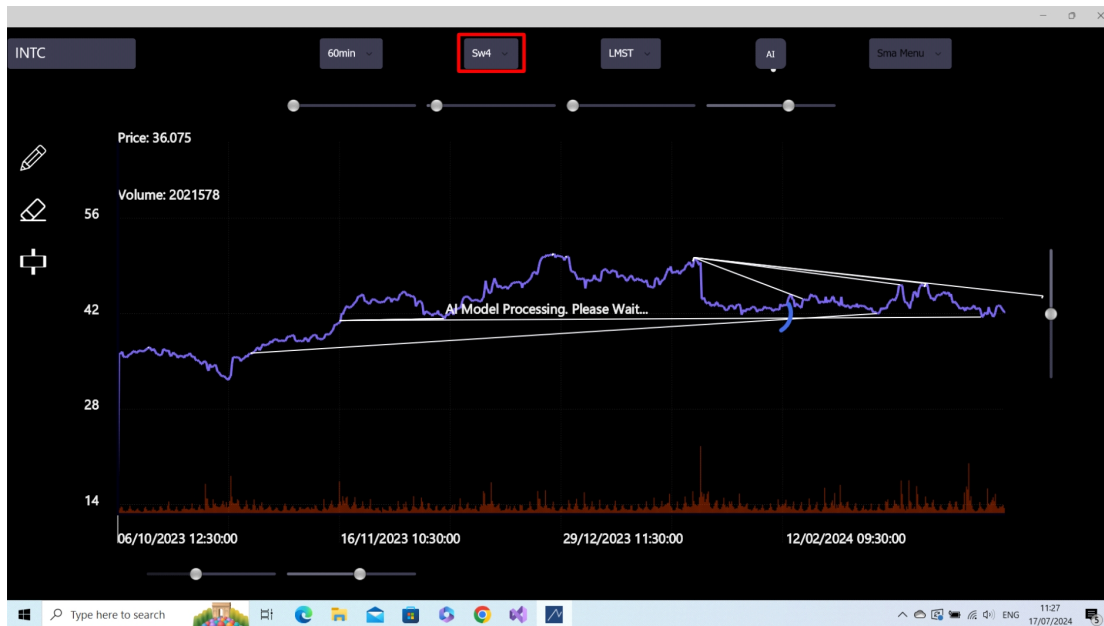 INTC
60min
Sw4
LMST
AI
Sma Menu
Price: 36.075
Volume: 2021578
56
42
AI Model Processing. Please Wait...
28
14
06/10/2023 12:30:00
16/11/2023 10:30:00
29/12/2023 11:30:00
12/02/2024 09:30:00
Type here to search
ENG
11:27
17/07/2024
5